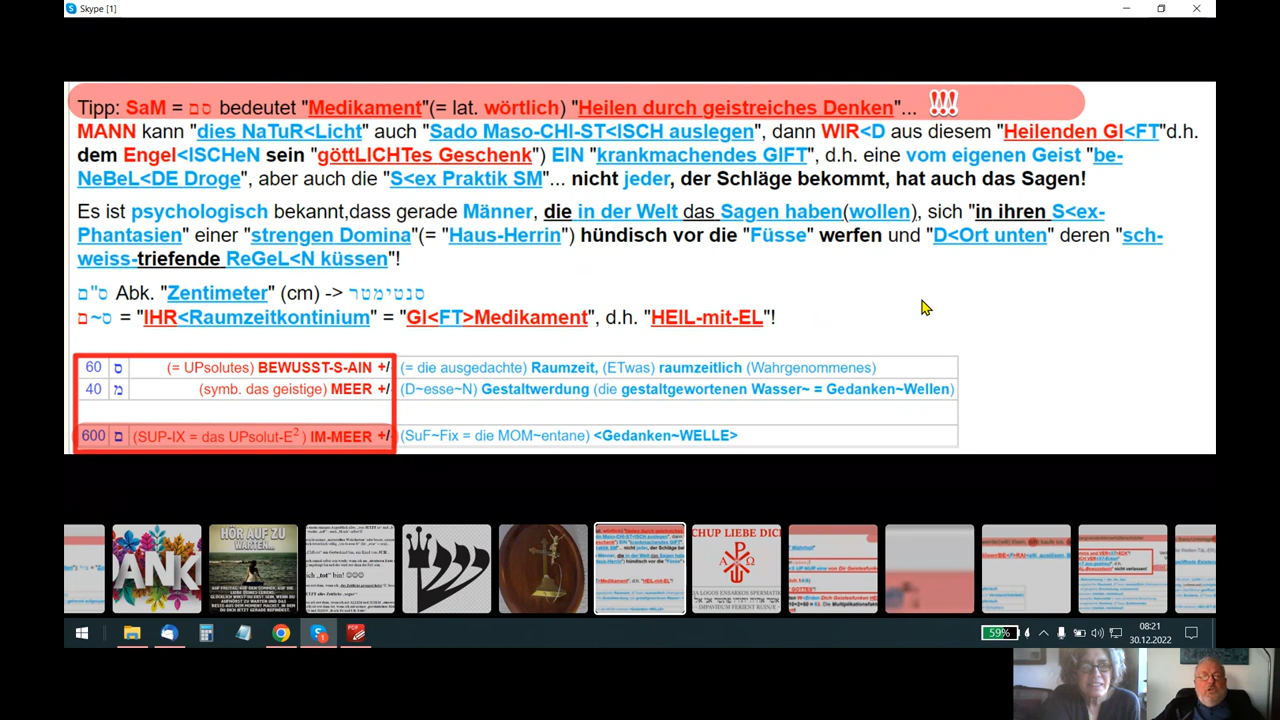 Skype [1]
Tipp: SaM = סם bedeutet "Medikament"(= lat. wörtlich) "Heilen durch geistreiches Denken"... !!!
MANN kann "dies NaTuR<Licht" auch "Sado Maso-CHI-ST<ISCH auslegen", dann WIR<D aus diesem "Heilenden GI<FT"d.h.
dem Engel<ISCHeN sein "göttLICHTes Geschenk") EIN "krankmachendes GIFT", d.h. eine vom eigenen Geist "be-
NeBeL<DE Droge", aber auch die "S<ex Praktik SM"... nicht jeder, der Schläge bekommt, hat auch das Sagen!
Es ist psychologisch bekannt,dass gerade Männer, die in der Welt das Sagen haben(wollen), sich "in ihren S<ex-
Phantasien" einer "strengen Domina"(= "Haus-Herrin") hündisch vor die "Füsse" werfen und "D<Ort unten" deren "sch-
weiss-triefende ReGeL<N küssen"!
ס"ם Abk. "Zentimeter" (cm) -> סנטימטר
ס~ם = "IHR<Raumzeitkontinium" = "GI<FT>Medikament", d.h. "HEIL-mit-EL"!
60 ס (= UPsolutes) BEWUSST-S-AIN +/ (= die ausgedachte) Raumzeit, (ETwas) raumzeitlich (Wahrgenommenes)
40 מ (symb. das geistige) MEER +/ (D~esse~N) Gestaltwerdung (die gestaltgewortenen Wasser~ = Gedanken~Wellen)
600 ם (SUP-IX = das UPsolut-E²) IM-MEER +/ (SuF~Fix = die MOM~entane) <Gedanken~WELLE>
ANK
HÖR AUF ZU
WARTEN...
"tot" bin!
CHUP LIEBE DICH
A Ω
59%
08:21
30.12.2022